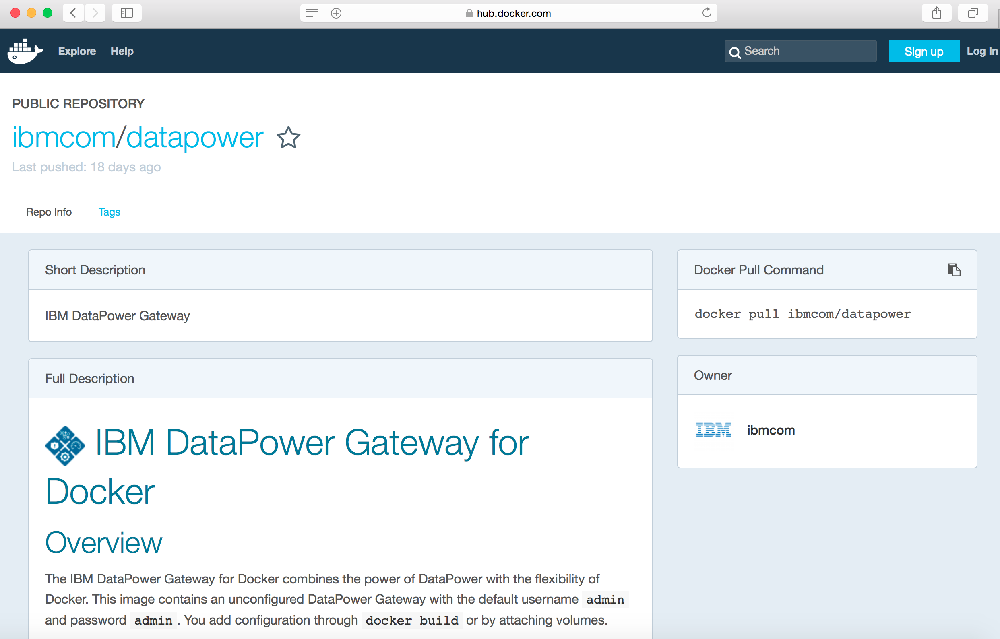 hub.docker.com
Explore Help Search Sign up Log In
PUBLIC REPOSITORY
ibmcom/datapower
Last pushed: 18 days ago
Repo Info Tags
Short Description
IBM DataPower Gateway
Docker Pull Command
docker pull ibmcom/datapower
Full Description
IBM DataPower Gateway for
Docker
Overview
The IBM DataPower Gateway for Docker combines the power of DataPower with the flexibility of
Docker. This image contains an unconfigured DataPower Gateway with the default username admin
and password admin. You add configuration through docker build or by attaching volumes.
Owner
IBM ibmcom